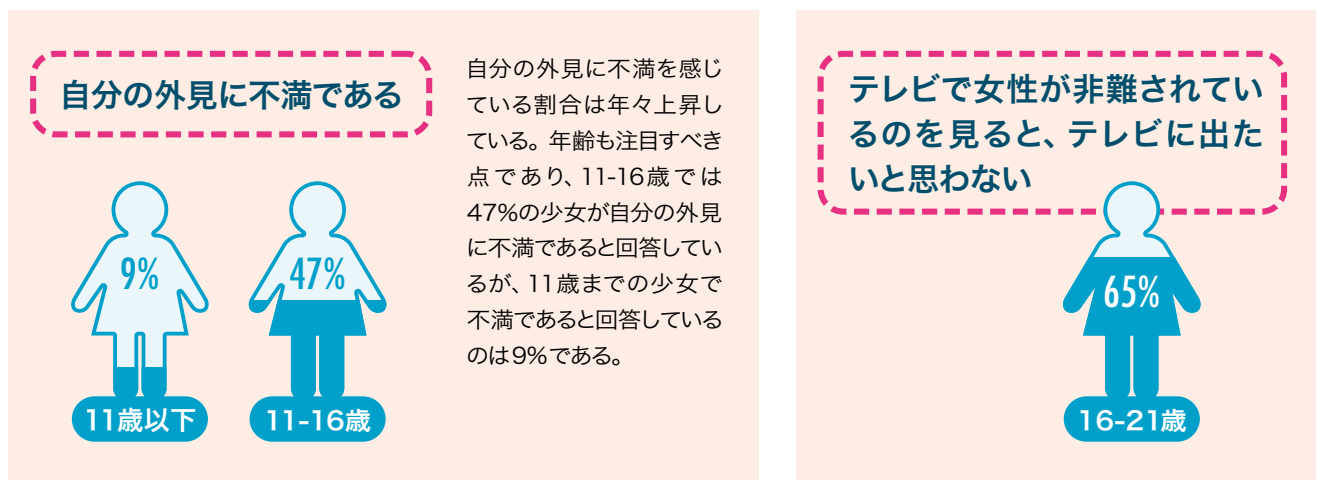 自分の外見に不満である
9%
47%
11歳以下
11-16歳
自分の外見に不満を感じ
ている割合は年々上昇し
ている。年齢も注目すべき
点であり、11-16歳では
47%の少女が自分の外見
に不満であると回答してい
るが、11歳までの少女で
不満であると回答している
のは9%である。
テレビで女性が非難されてい
るのを見ると、テレビに出た
いと思わない
65%
16-21歳